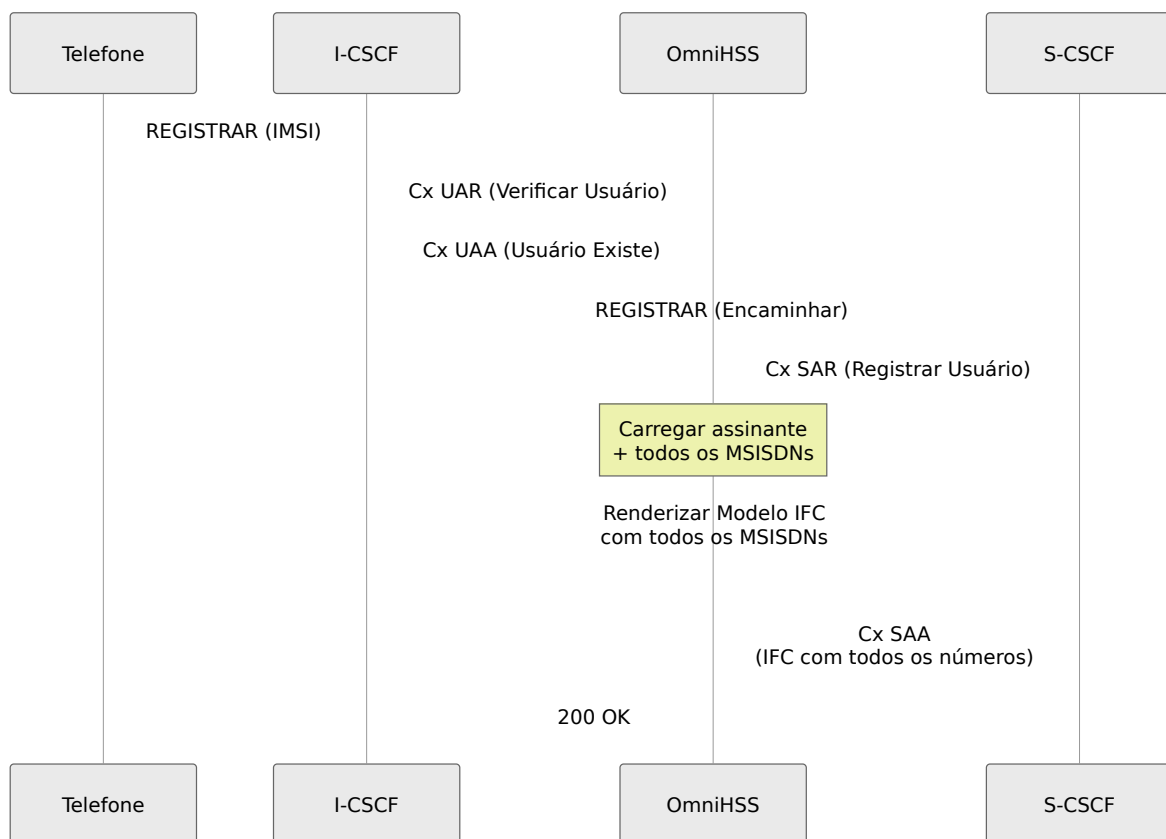 Telefone
I-CSCF
OmniHSS
S-CSCF
REGISTRAR (IMSI)
Cx UAR (Verificar Usuário)
Cx UAA (Usuário Existe)
REGISTRAR (Encaminhar)
Cx SAR (Registrar Usuário)
Carregar assinante
+ todos os MSISDNs
Renderizar Modelo IFC
com todos os MSISDNs
Cx SAA
(IFC com todos os números)
200 OK
Telefone
I-CSCF
OmniHSS
S-CSCF